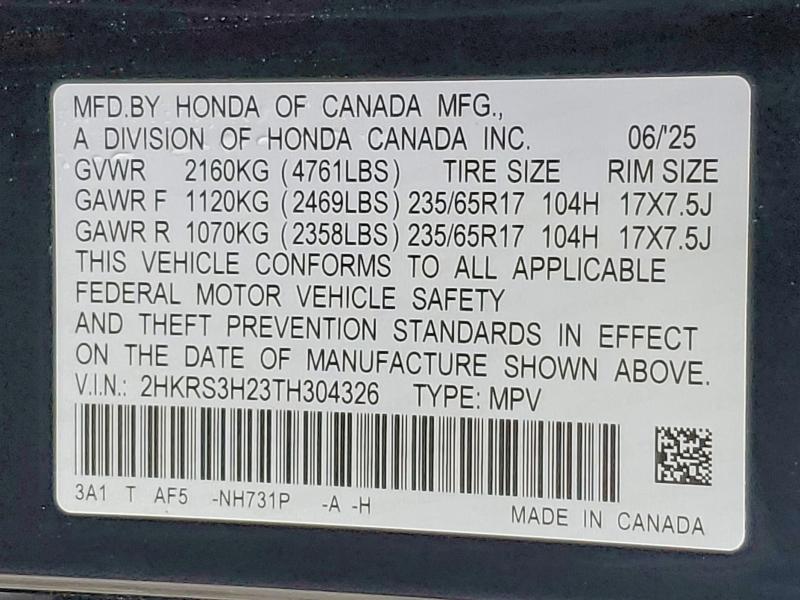 MFD.BY HONDA OF CANADA MFG.,
A DIVISION OF HONDA CANADA INC. 06/'25
GVWR 2160KG (4761LBS) TIRE SIZE RIM SIZE
GAWR F 1120KG (2469LBS) 235/65R17 104H 17X7.5J
GAWR R 1070KG (2358LBS) 235/65R17 104H 17X7.5J
THIS VEHICLE CONFORMS TO ALL APPLICABLE
FEDERAL MOTOR VEHICLE SAFETY
AND THEFT PREVENTION STANDARDS IN EFFECT
ON THE DATE OF MANUFACTURE SHOWN ABOVE.
V.I.N.: 2HKRS3H23TH304326 TYPE: MPV
3A1 T AF5 -NH731P -A -H
MADE IN CANADA